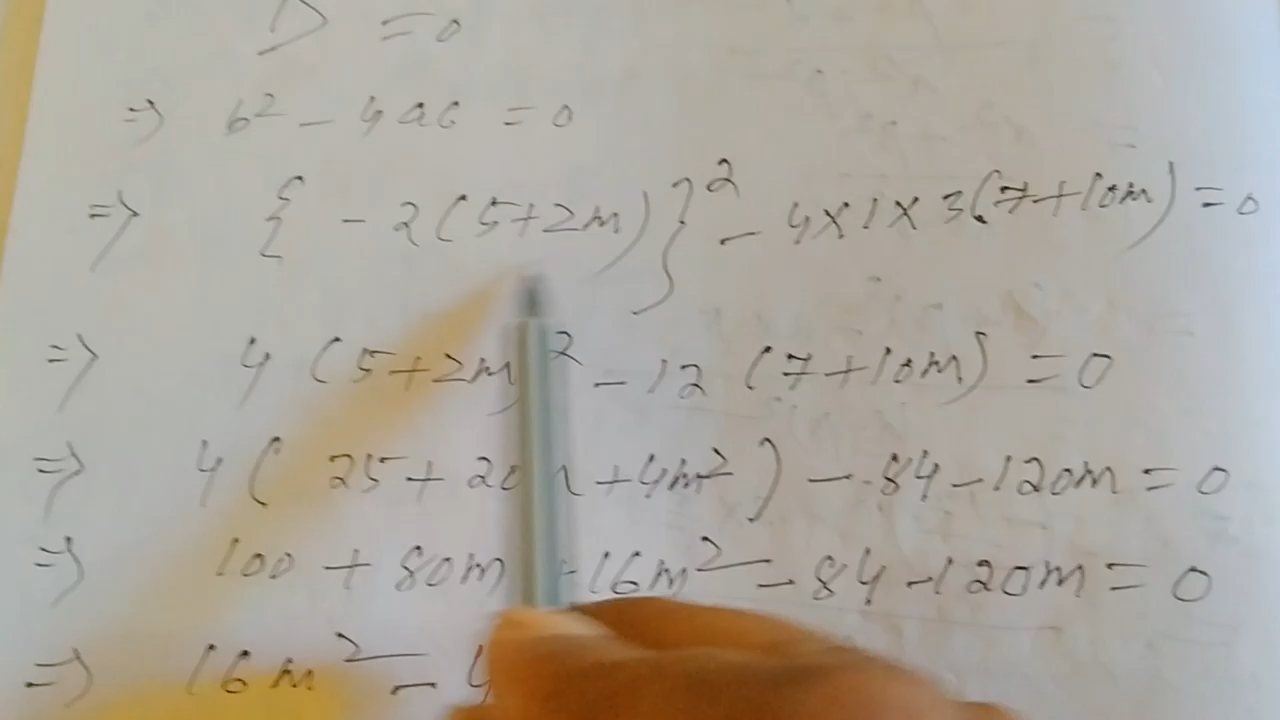 D = 0
=> b² - 4ac = 0
=> { - 2 (5+2m) }² - 4×1×3(7+10m) = 0
=> 4 (5+2m)² - 12 (7+10m) = 0
=> 4 ( 25 + 20m + 4m² ) - 84 - 120m = 0
=> 100 + 80m + 16m² - 84 - 120m = 0
=> 16m² - 4